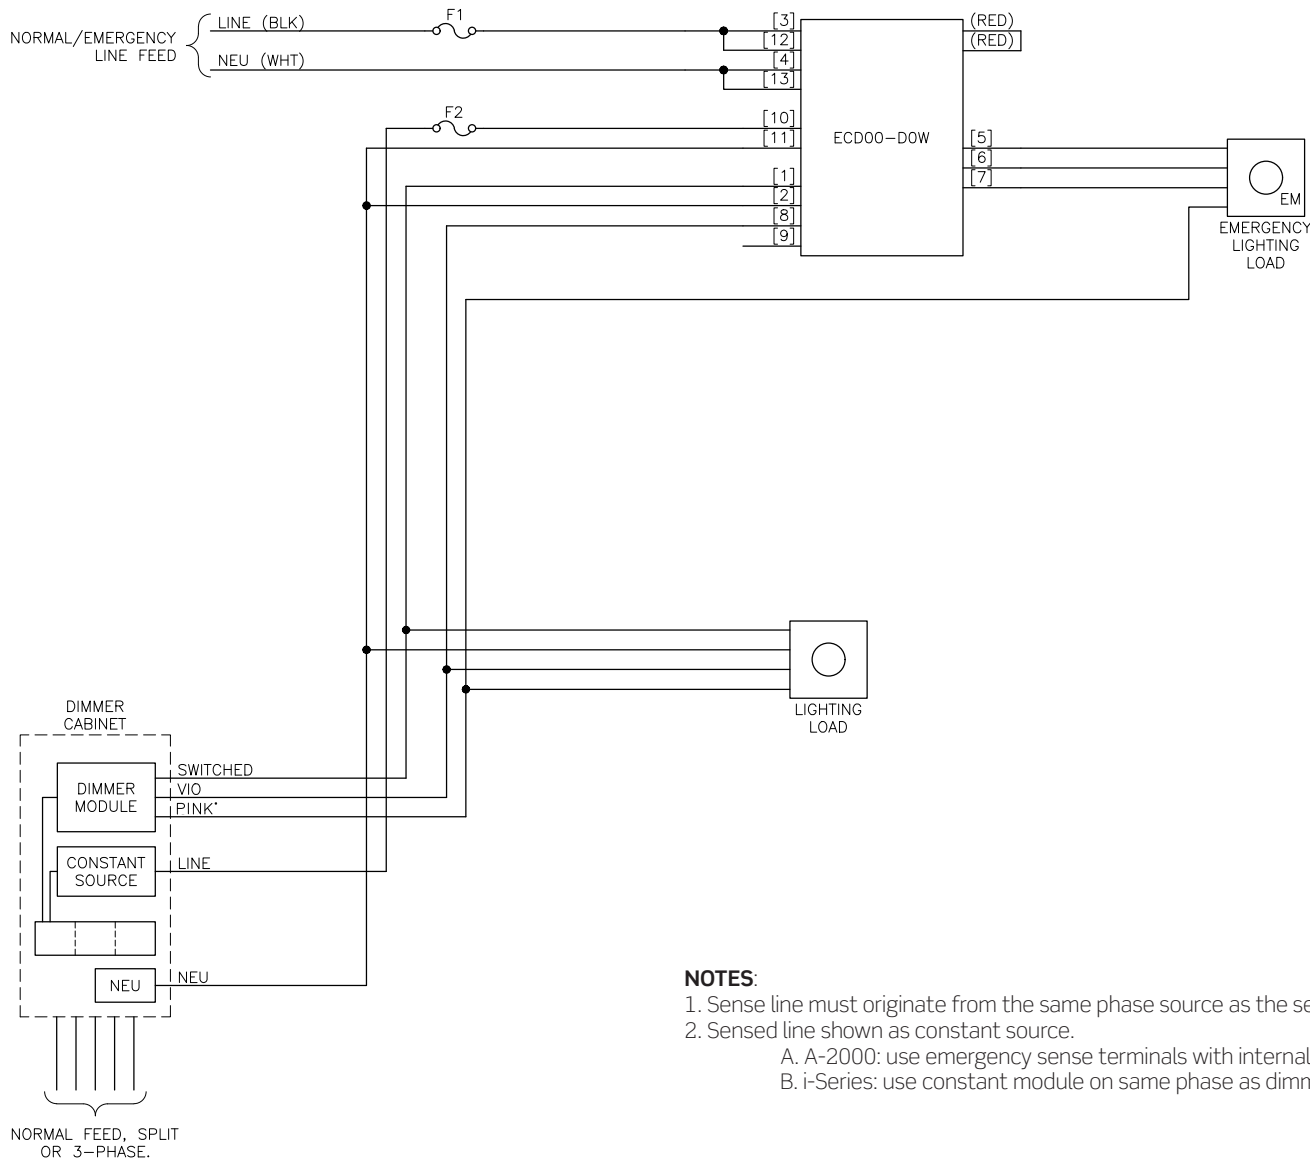 NORMAL/EMERGENCY
LINE FEED
LINE (BLK)
NEU (WHT)
F1
F2
[3]
[12]
[4]
[13]
[10]
[11]
[1]
[2]
[8]
[9]
ECD00-D0W
(RED)
(RED)
[5]
[6]
[7]
EM
EMERGENCY
LIGHTING
LOAD
LIGHTING
LOAD
DIMMER
CABINET
DIMMER
MODULE
SWITCHED
VIO
PINK*
CONSTANT
SOURCE
LINE
NEU
NEU
NORMAL FEED, SPLIT
OR 3-PHASE.
NOTES:
1. Sense line must originate from the same phase source as the se
2. Sensed line shown as constant source.
A. A-2000: use emergency sense terminals with internal
B. i-Series: use constant module on same phase as dimm